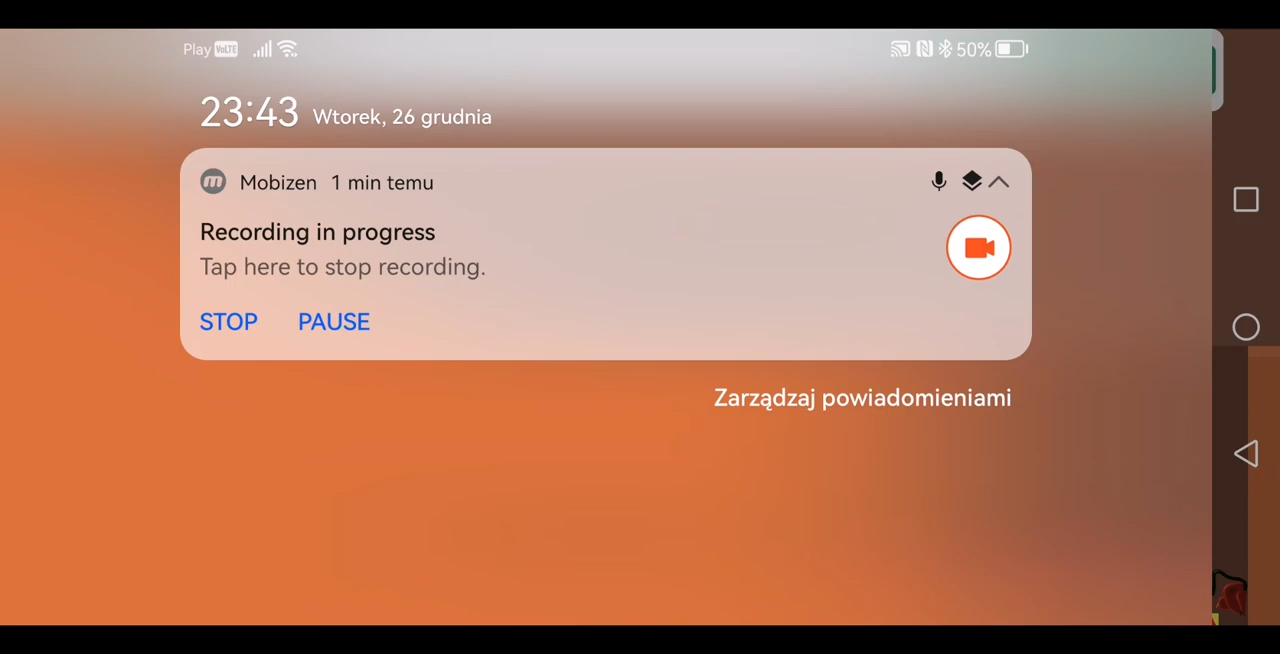 Play VoLTE 50%
23:43 Wtorek, 26 grudnia
m Mobizen 1 min temu
Recording in progress
Tap here to stop recording.
STOP PAUSE
Zarządzaj powiadomieniami